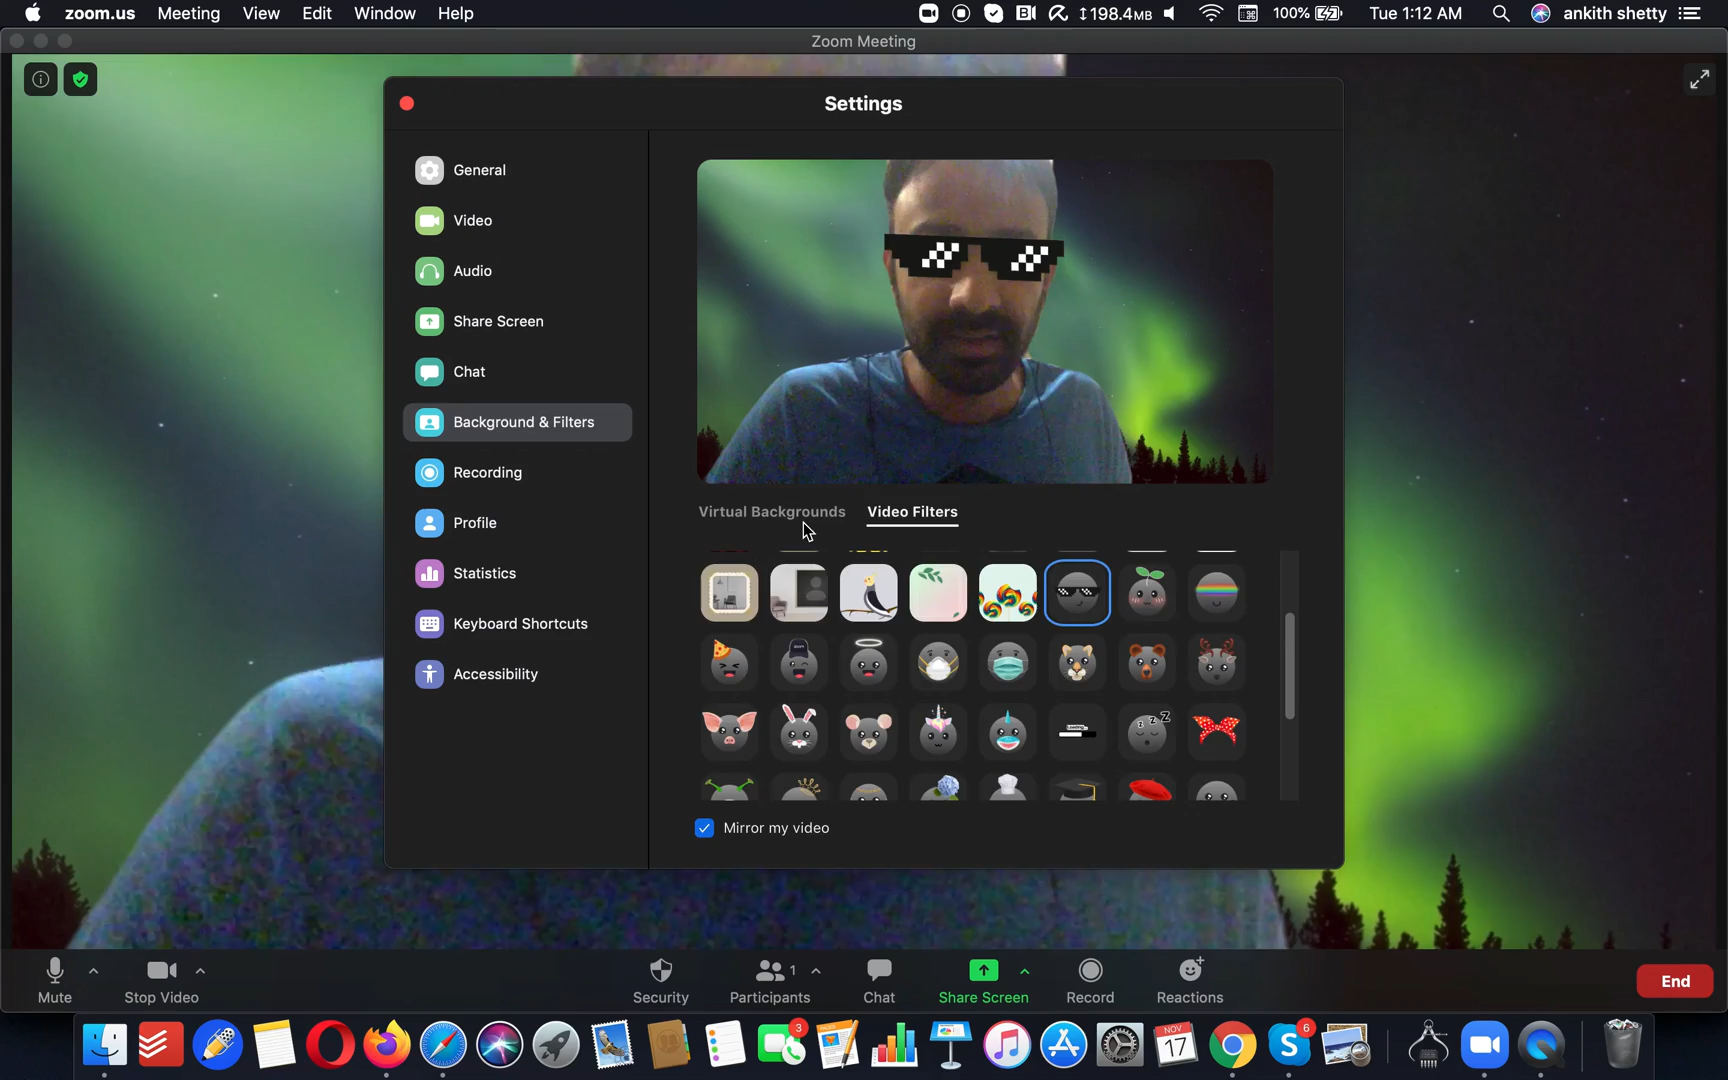 zoom.us Meeting View Edit Window Help
198.4MB 100% Tue 1:12 AM ankith shetty
Zoom Meeting
Settings
General
Video
Audio
Share Screen
Chat
Background & Filters
Recording
Profile
Statistics
Keyboard Shortcuts
Accessibility
Virtual Backgrounds Video Filters
Loading...
z z Z
Mirror my video
Mute
Stop Video
Security
1
Participants
Chat
Share Screen
Record
Reactions
End
3
NOV
17
6